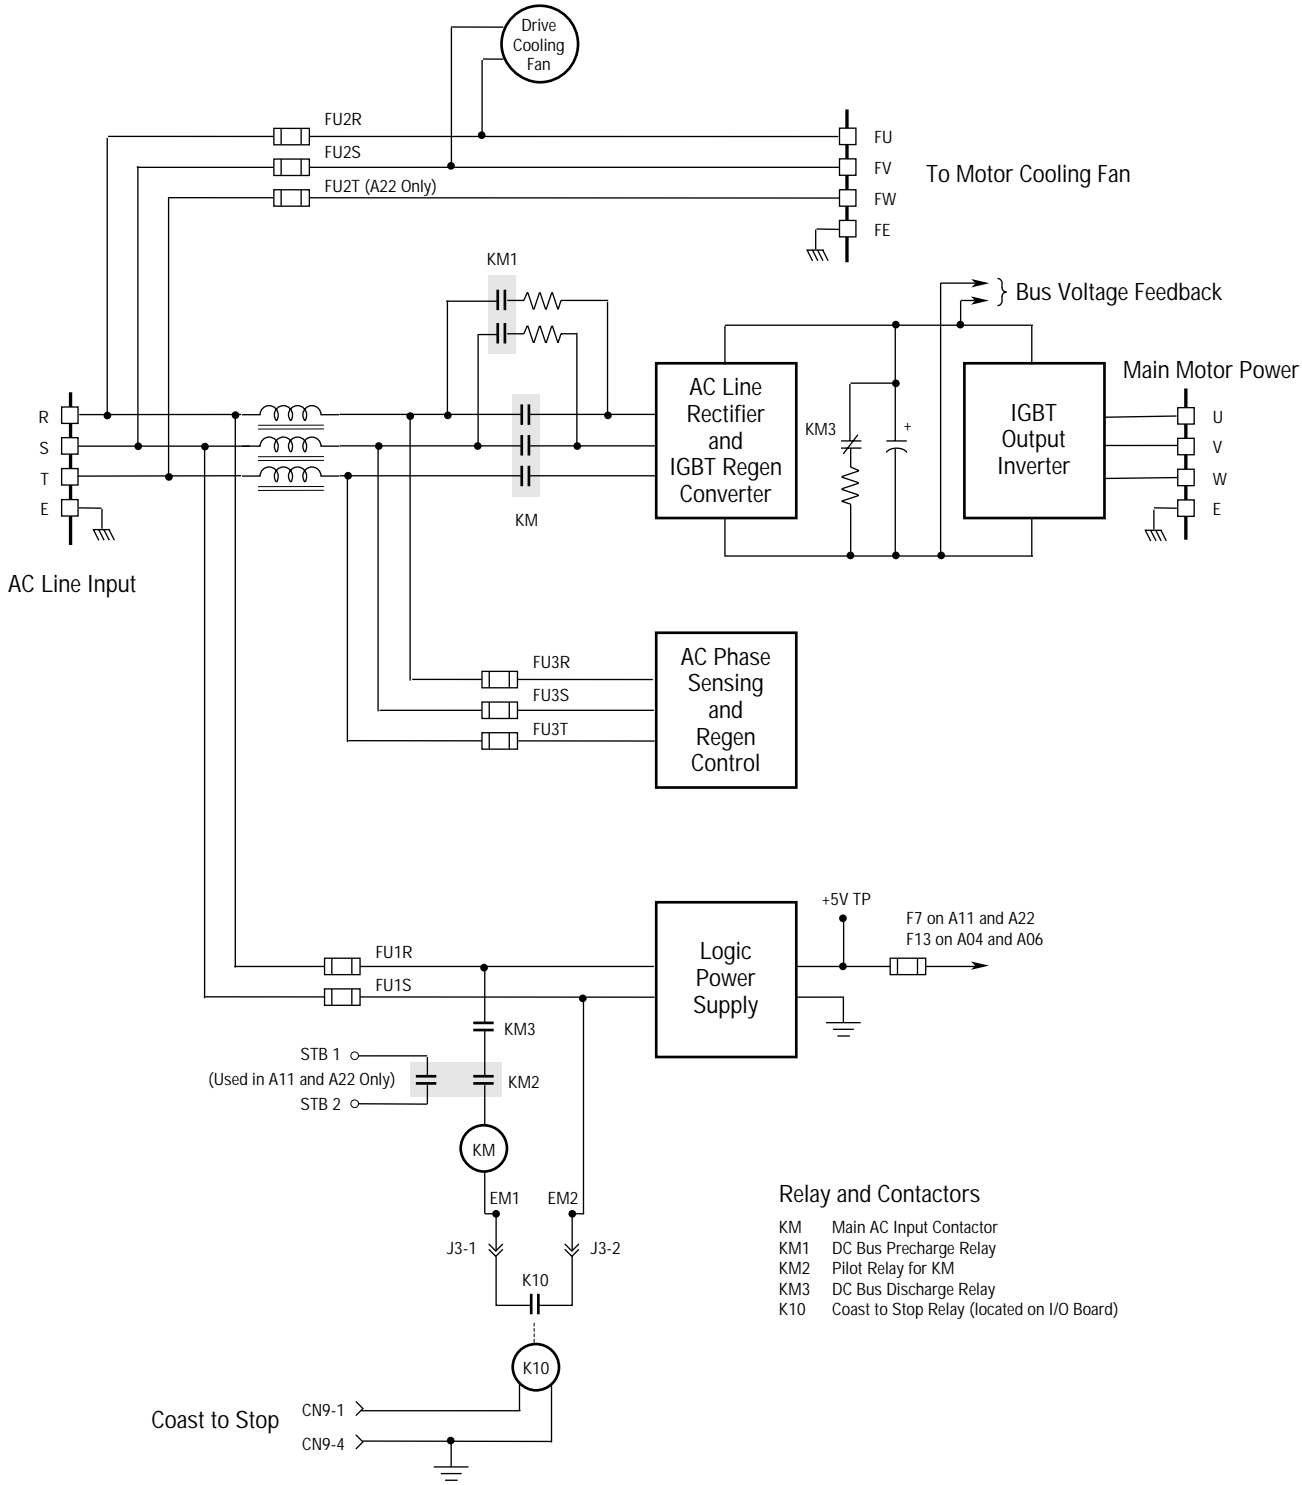 Drive
Cooling
Fan
FU2R
FU2S
FU2T (A22 Only)
FU
FV
FW
FE
To Motor Cooling Fan
KM1
Bus Voltage Feedback
Main Motor Power
R
S
T
E
AC Line Input
KM
AC Line
Rectifier
and
IGBT Regen
Converter
KM3
+
IGBT
Output
Inverter
U
V
W
E
FU3R
FU3S
FU3T
AC Phase
Sensing
and
Regen
Control
FU1R
FU1S
Logic
Power
Supply
+5V TP
F7 on A11 and A22
F13 on A04 and A06
KM3
STB 1
(Used in A11 and A22 Only)
STB 2
KM2
KM
EM1
EM2
J3-1
J3-2
K10
K10
Coast to Stop
CN9-1
CN9-4
Relay and Contactors
KM Main AC Input Contactor
KM1 DC Bus Precharge Relay
KM2 Pilot Relay for KM
KM3 DC Bus Discharge Relay
K10 Coast to Stop Relay (located on I/O Board)